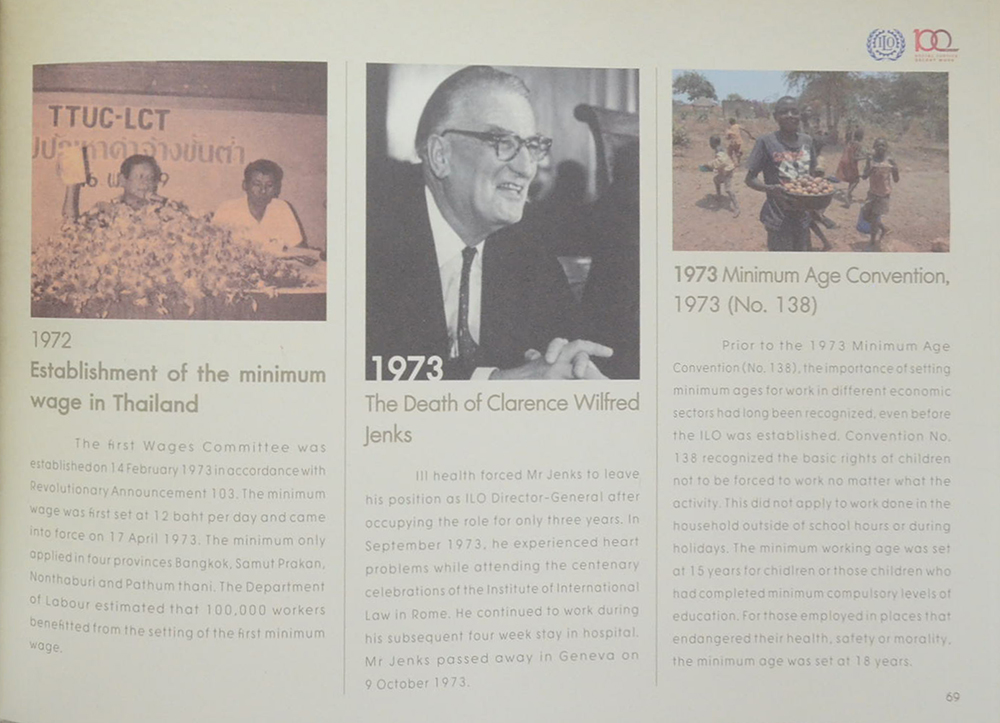 ILO
100
TTUC-LCT
1972
Establishment of the minimum
wage in Thailand
The first Wages Committee was
established on 14 February 1973 in accordance with
Revolutionary Announcement 103. The minimum
wage was first set at 12 baht per day and came
into force on 17 April 1973. The minimum only
applied in four provinces Bangkok, Samut Prakan,
Nonthaburi and Pathum thani. The Department
of Labour estimated that 100,000 workers
benefitted from the setting of the first minimum
wage.
1973
The Death of Clarence Wilfred
Jenks
Ill health forced Mr Jenks to leave
his position as ILO Director-General after
occupying the role for only three years. In
September 1973, he experienced heart
problems while attending the centenary
celebrations of the Institute of International
Law in Rome. He continued to work during
his subsequent four week stay in hospital.
Mr Jenks passed away in Geneva on
9 October 1973.
1973 Minimum Age Convention,
1973 (No. 138)
Prior to the 1973 Minimum Age
Convention (No. 138), the importance of setting
minimum ages for work in different economic
sectors had long been recognized, even before
the ILO was established. Convention No.
138 recognized the basic rights of children
not to be forced to work no matter what the
activity. This did not apply to work done in the
household outside of school hours or during
holidays. The minimum working age was set
at 15 years for chidlren or those children who
had completed minimum compulsory levels of
education. For those employed in places that
endangered their health, safety or morality,
the minimum age was set at 18 years.
69